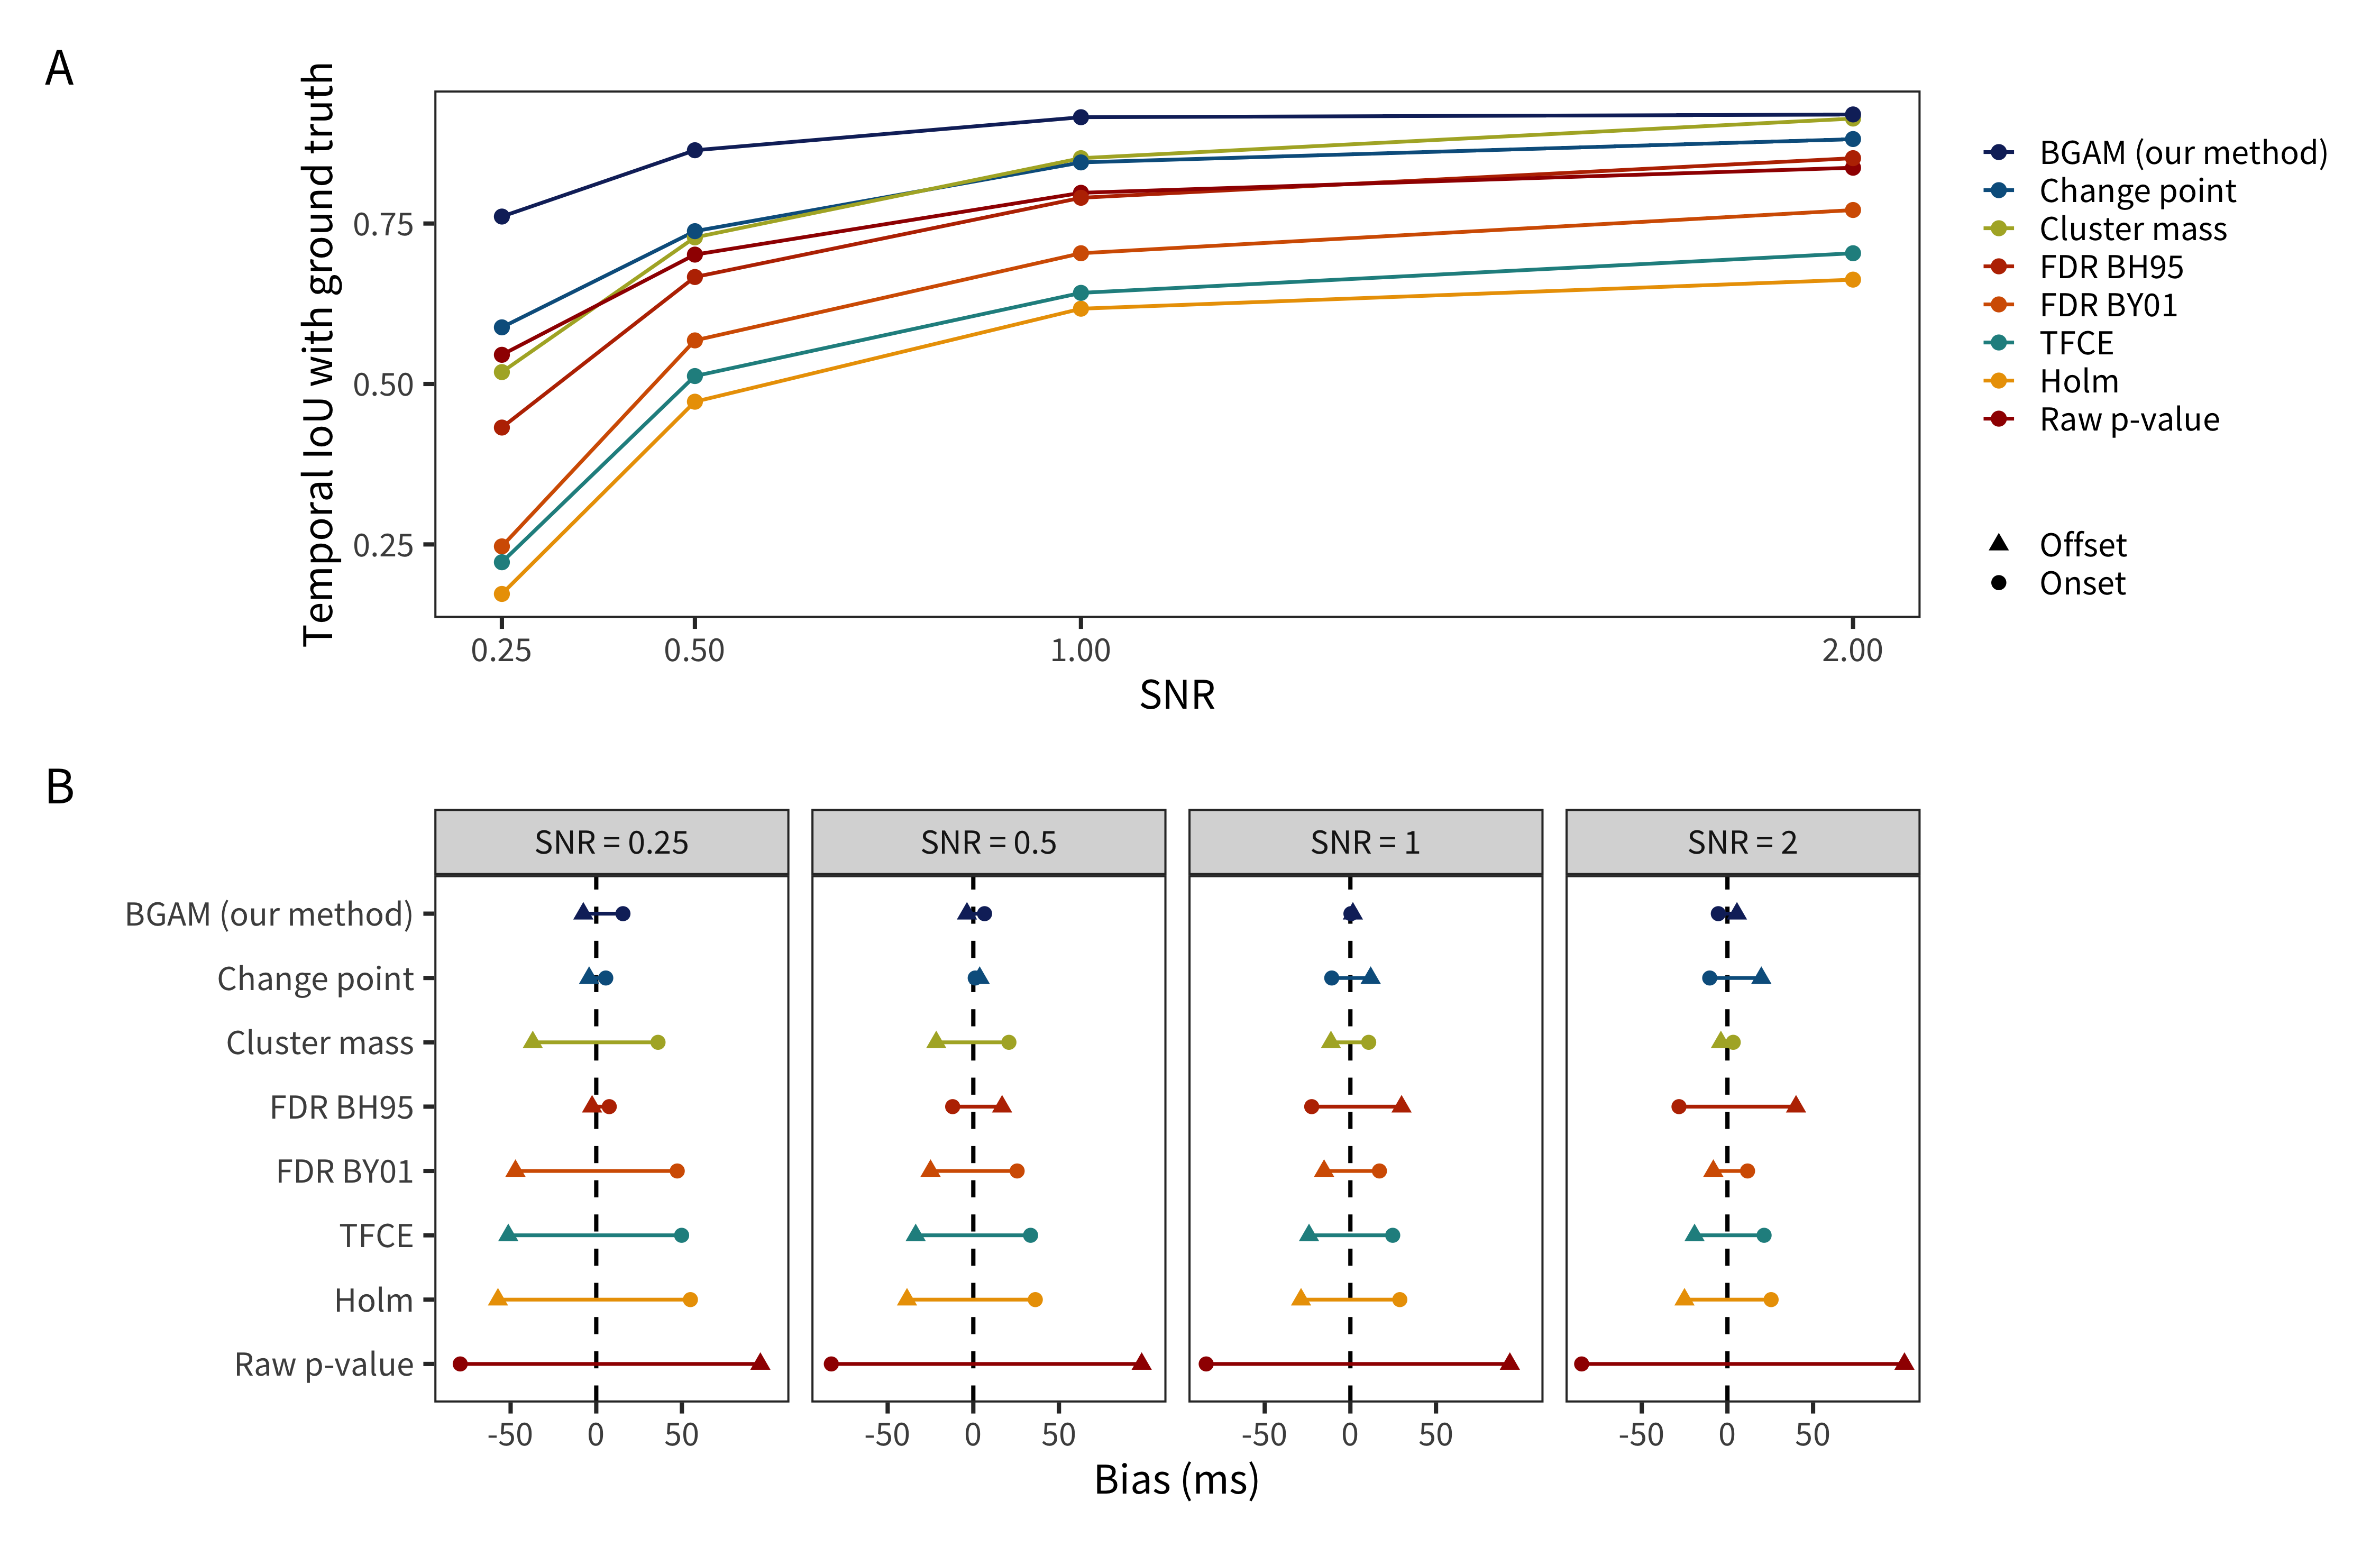 A
Temporal IoU with ground truth
0.75
0.50
0.25
0.25 0.50 1.00 2.00
SNR
BGAM (our method)
Change point
Cluster mass
FDR BH95
FDR BY01
TFCE
Holm
Raw p-value
Offset
Onset
B
SNR = 0.25 SNR = 0.5 SNR = 1 SNR = 2
BGAM (our method)
Change point
Cluster mass
FDR BH95
FDR BY01
TFCE
Holm
Raw p-value
-50 0 50 -50 0 50 -50 0 50 -50 0 50
Bias (ms)